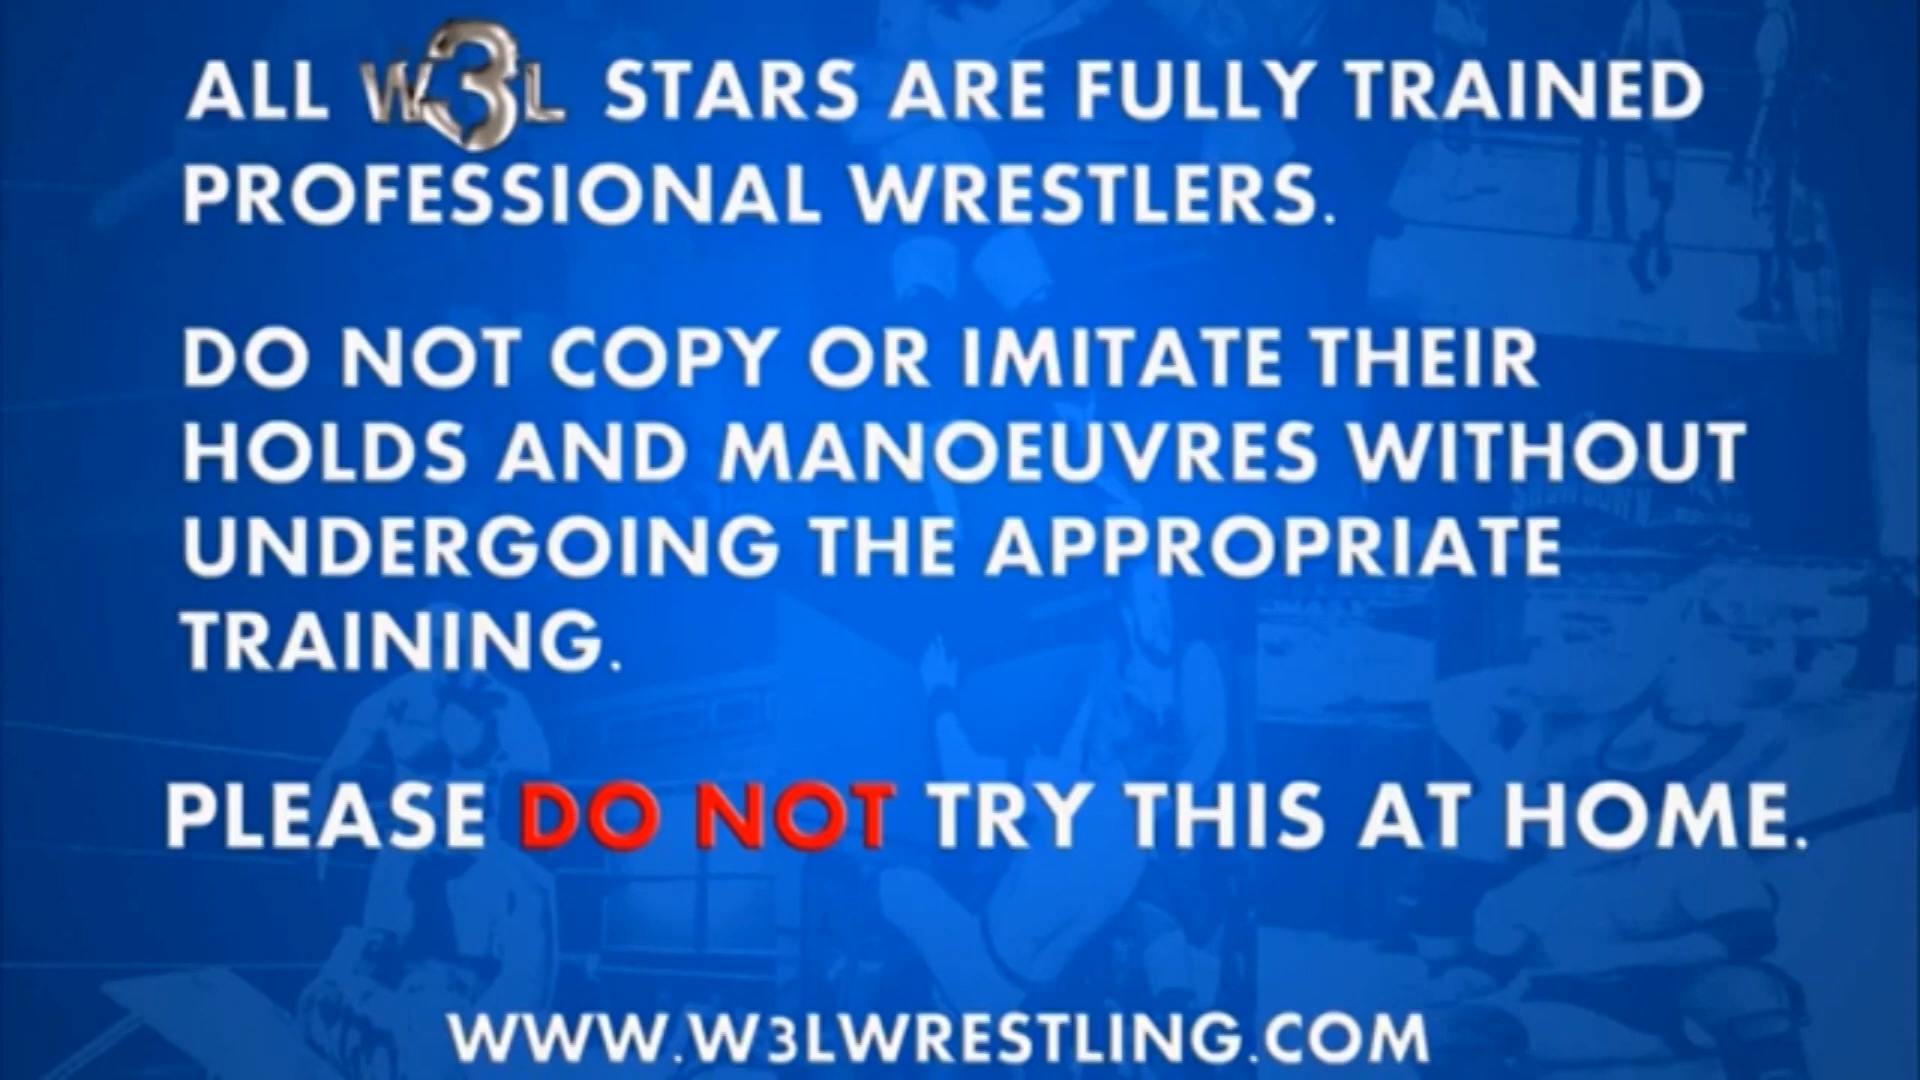 ALL W3L STARS ARE FULLY TRAINED
PROFESSIONAL WRESTLERS.
DO NOT COPY OR IMITATE THEIR
HOLDS AND MANOEUVRES WITHOUT
UNDERGOING THE APPROPRIATE
TRAINING.
PLEASE DO NOT TRY THIS AT HOME.
WWW.W3LWRESTLING.COM